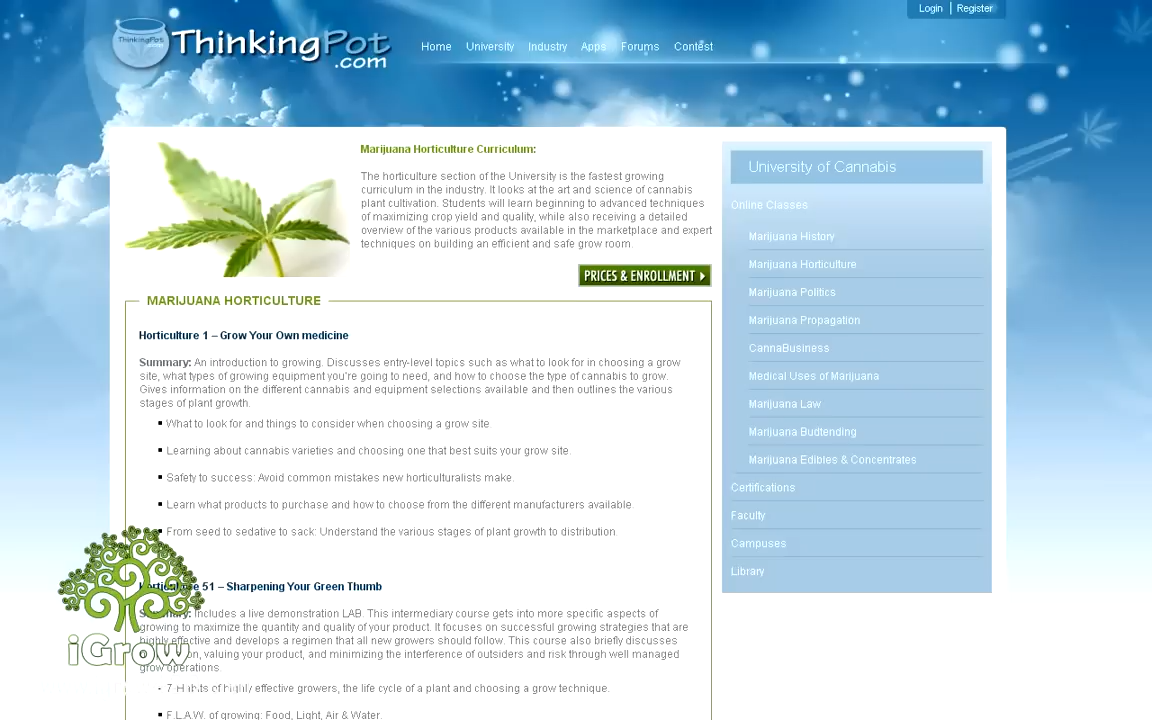 Login | Register
ThinkingPot
.com
ThinkingPot
Home University Industry Apps Forums Contest
Marijuana Horticulture Curriculum:
The horticulture section of the University is the fastest growing
curriculum in the industry. It looks at the art and science of cannabis
plant cultivation. Students will learn beginning to advanced techniques
of maximizing crop yield and quality, while also receiving a detailed
overview of the various products available in the marketplace and expert
techniques on building an efficient and safe grow room.
PRICES & ENROLLMENT
MARIJUANA HORTICULTURE
Horticulture 1 – Grow Your Own medicine
Summary: An introduction to growing. Discusses entry-level topics such as what to look for in choosing a grow
site, what types of growing equipment you're going to need, and how to choose the type of cannabis to grow.
Gives information on the different cannabis and equipment selections available and then outlines the various
stages of plant growth.
What to look for and things to consider when choosing a grow site.
Learning about cannabis varieties and choosing one that best suits your grow site.
Safety to success: Avoid common mistakes new horticulturalists make.
Learn what products to purchase and how to choose from the different manufacturers available.
From seed to sedative to sack: Understand the various stages of plant growth to distribution.
51 – Sharpening Your Green Thumb
Includes a live demonstration LAB. This intermediary course gets into more specific aspects of
growing to maximize the quantity and quality of your product. It focuses on successful growing strategies that are
highly effective and develops a regimen that all new growers should follow. This course also briefly discusses
valuing your product, and minimizing the interference of outsiders and risk through well managed
grow operations.
7 Habits of highly effective growers, the life cycle of a plant and choosing a grow technique.
F.L.A.W. of growing: Food, Light, Air & Water.
iGrow
University of Cannabis
Online Classes
Marijuana History
Marijuana Horticulture
Marijuana Politics
Marijuana Propagation
CannaBusiness
Medical Uses of Marijuana
Marijuana Law
Marijuana Budtending
Marijuana Edibles & Concentrates
Certifications
Faculty
Campuses
Library